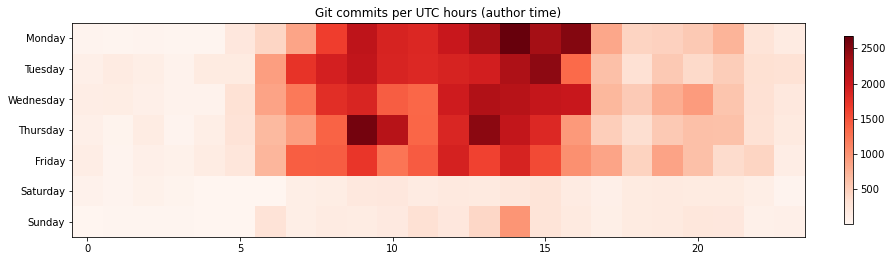 Git commits per UTC hours (author time)
Monday
Tuesday
Wednesday
Thursday
Friday
Saturday
Sunday
0 5 10 15 20
2500
2000
1500
1000
500